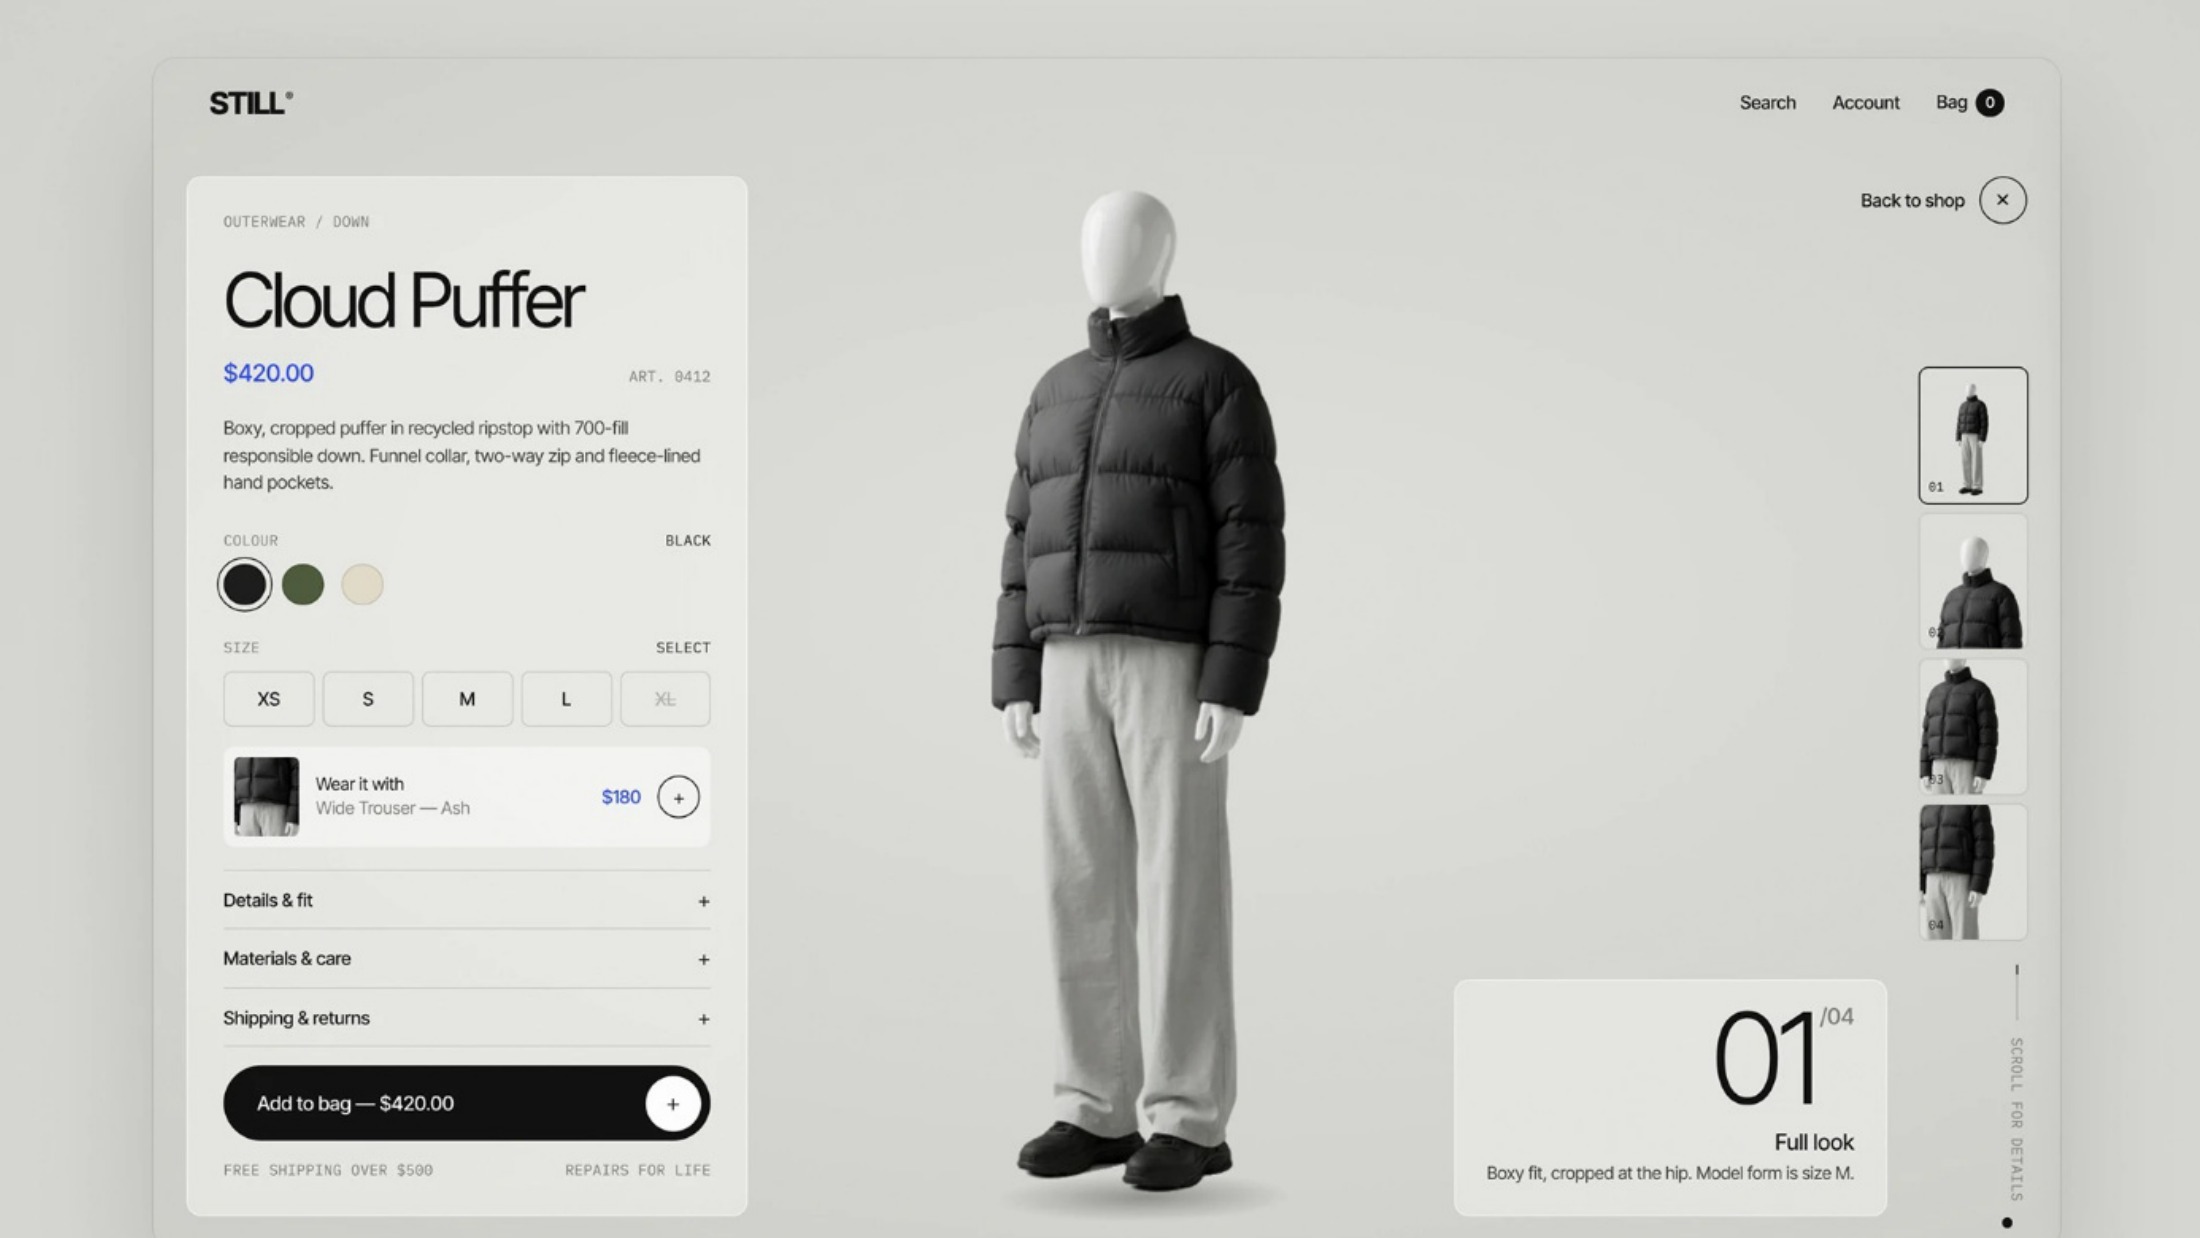 STILL®
Search
Account
Bag 0
OUTERWEAR / DOWN
Cloud Puffer
$420.00
ART. 0412
Boxy, cropped puffer in recycled ripstop with 700-fill
responsible down. Funnel collar, two-way zip and fleece-lined
hand pockets.
COLOUR
BLACK
SIZE
SELECT
XS
S
M
L
XL
Wear it with
Wide Trouser — Ash
$180
+
Details & fit
+
Materials & care
+
Shipping & returns
+
Add to bag — $420.00
+
FREE SHIPPING OVER $500
REPAIRS FOR LIFE
Back to shop ×
01
02
03
04
01/04
Full look
Boxy fit, cropped at the hip. Model form is size M.
SCROLL FOR DETAILS